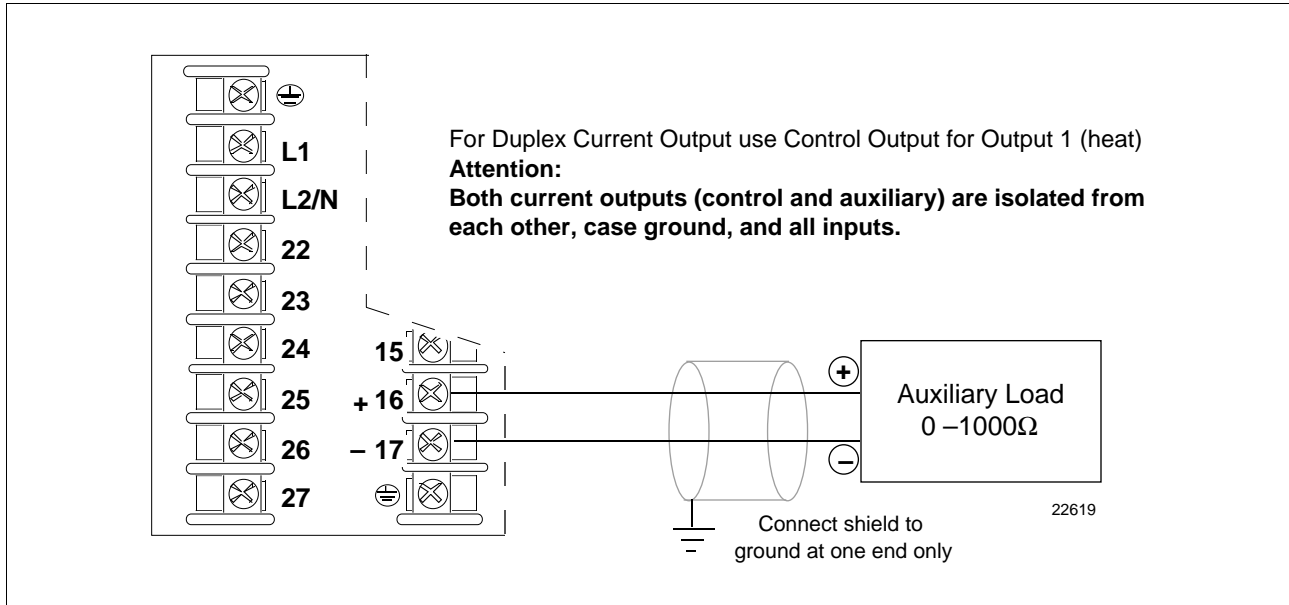 L1
L2/N
22
23
24
25
26
27
15
+ 16
– 17
For Duplex Current Output use Control Output for Output 1 (heat)
Attention:
Both current outputs (control and auxiliary) are isolated from
each other, case ground, and all inputs.
+
–
Auxiliary Load
0 –1000Ω
22619
Connect shield to
ground at one end only